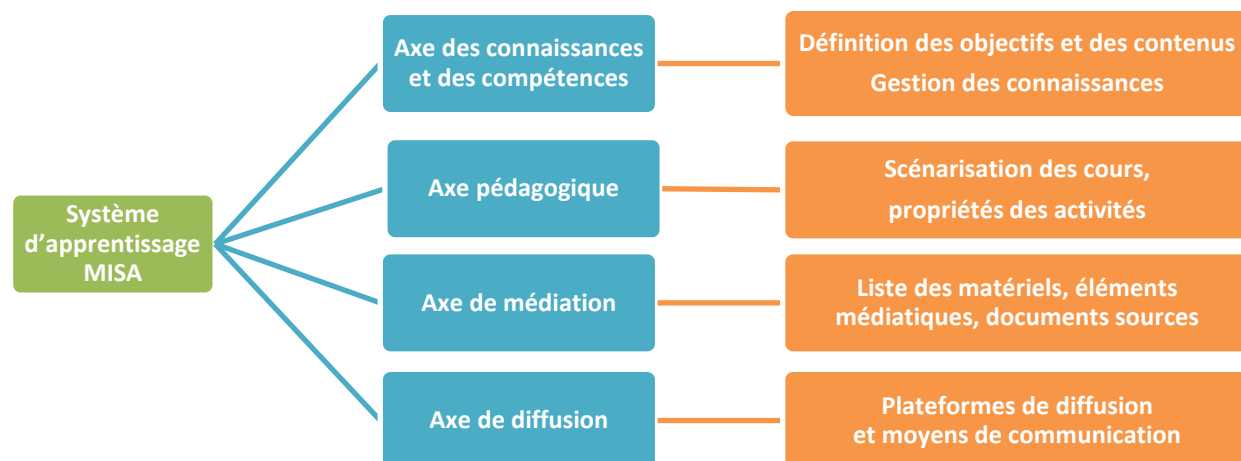 Système
d’apprentissage
MISA
Axe des connaissances
et des compétences
Définition des objectifs et des contenus
Gestion des connaissances
Axe pédagogique
Scénarisation des cours,
propriétés des activités
Axe de médiation
Liste des matériels, éléments
médiatiques, documents sources
Axe de diffusion
Plateformes de diffusion
et moyens de communication